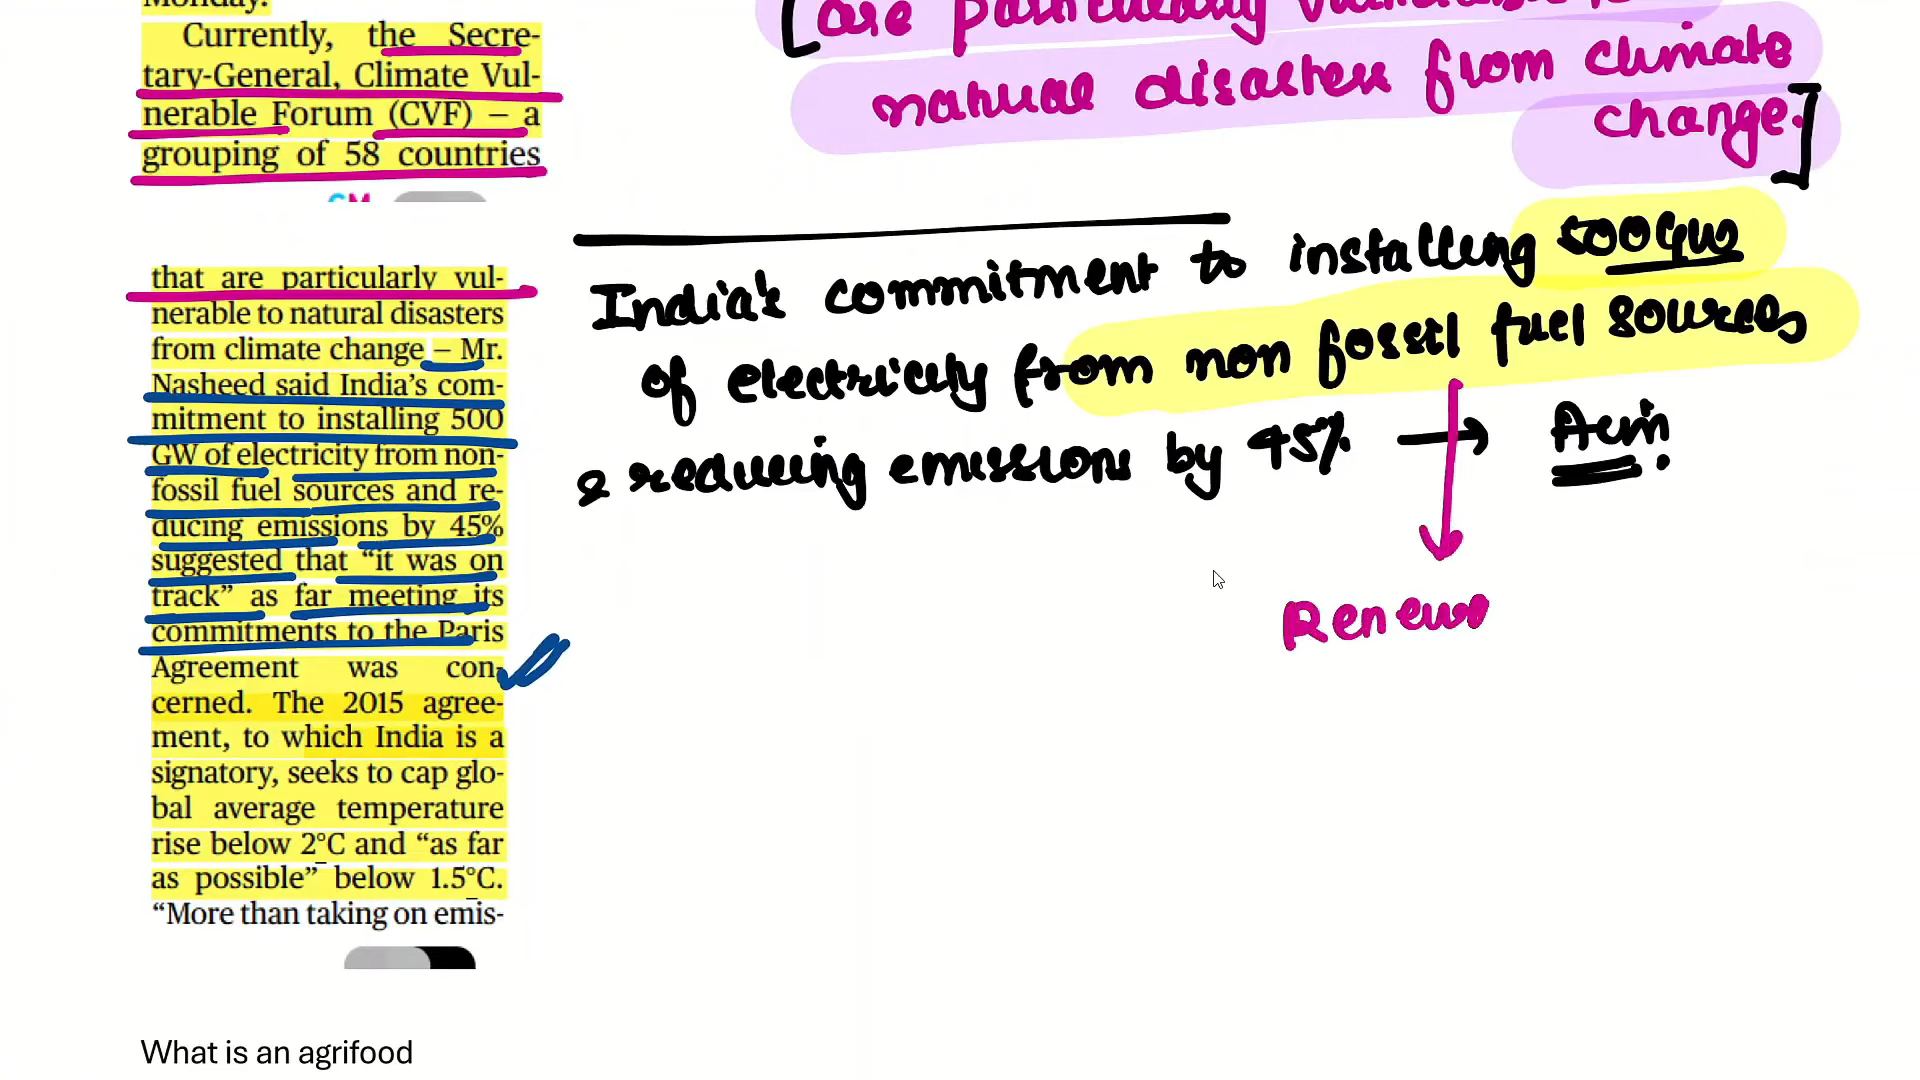 Monday.
Currently, the Secre-
tary-General, Climate Vul-
nerable Forum (CVF) – a
grouping of 58 countries
that are particularly vul-
nerable to natural disasters
from climate change – Mr.
Nasheed said India's com-
mitment to installing 500
GW of electricity from non-
fossil fuel sources and re-
ducing emissions by 45%
suggested that “it was on
track” as far meeting its
commitments to the Paris
Agreement was con-
cerned. The 2015 agree-
ment, to which India is a
signatory, seeks to cap glo-
bal average temperature
rise below 2°C and “as far
as possible” below 1.5°C.
“More than taking on emis-
What is an agrifood
are particularly
natural disasters from climate
change.
India's commitment to installing 500GW
of electricity from non fossil fuel sources
& reducing emissions by 45% → Aim.
Renew